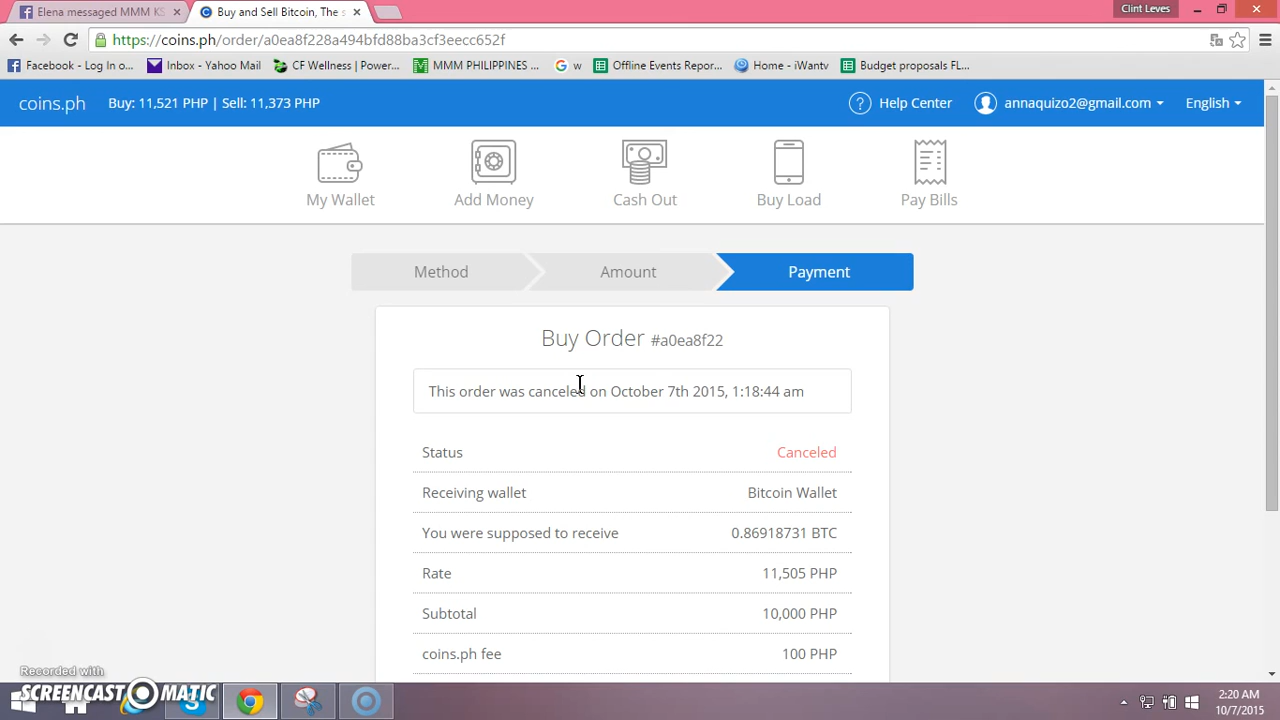 Elena messaged MMM KS
Buy and Sell Bitcoin, The s
Clint Leves
https://coins.ph/order/a0ea8f228a494bfd88ba3cf3eecc652f
Facebook - Log In o...
Inbox - Yahoo Mail
CF Wellness | Power...
MMM PHILIPPINES ...
w
Offline Events Repor...
Home - iWantv
Budget proposals FL...
coins.ph
Buy: 11,521 PHP | Sell: 11,373 PHP
Help Center
annaquizo2@gmail.com
English
My Wallet
Add Money
Cash Out
Buy Load
Pay Bills
Method
Amount
Payment
Buy Order #a0ea8f22
This order was canceled on October 7th 2015, 1:18:44 am
Status Canceled
Receiving wallet Bitcoin Wallet
You were supposed to receive 0.86918731 BTC
Rate 11,505 PHP
Subtotal 10,000 PHP
coins.ph fee 100 PHP
Recorded with
SCREENCAST-O-MATIC
2:20 AM
10/7/2015